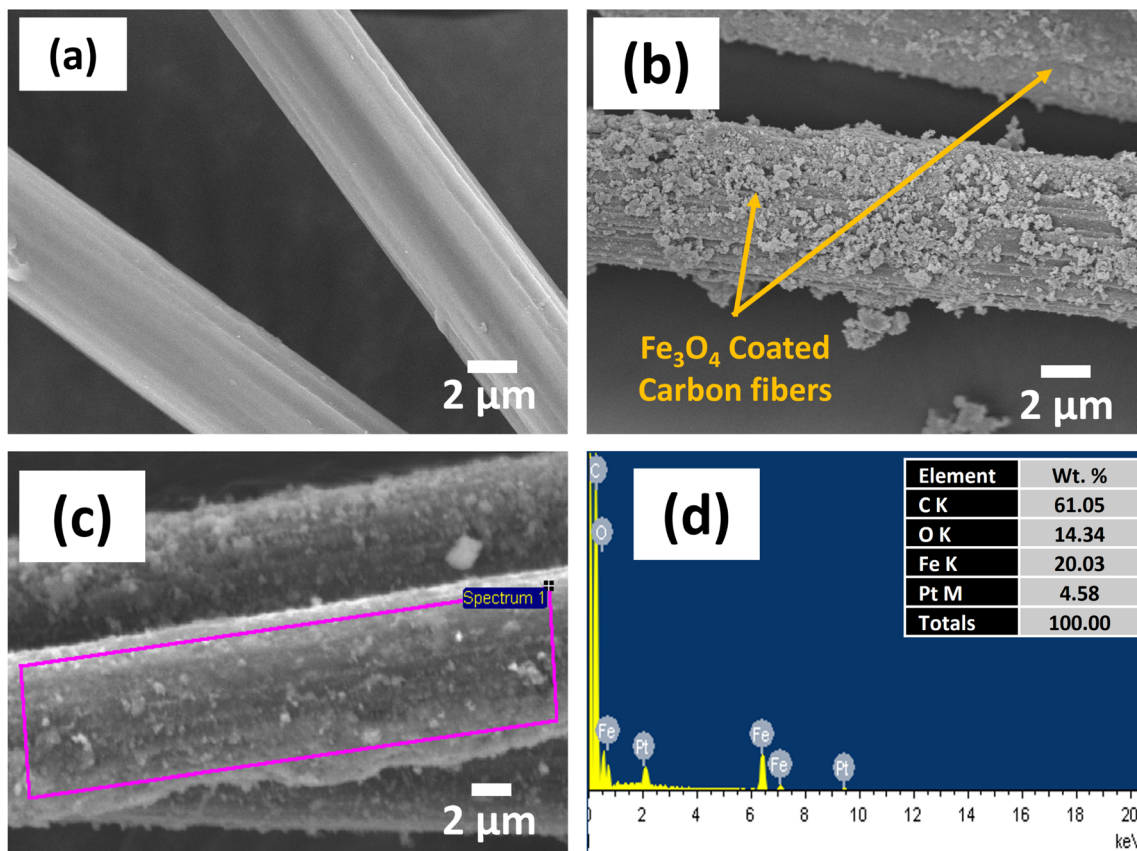 (a)
2 μm
(b)
Fe₃O₄ Coated
Carbon fibers
2 μm
(c)
Spectrum 1
2 μm
(d)
C
O
Fe
Pt
Fe
Fe
Pt
Element Wt. %
C K 61.05
O K 14.34
Fe K 20.03
Pt M 4.58
Totals 100.00
0 2 4 6 8 10 12 14 16 18 20
keV